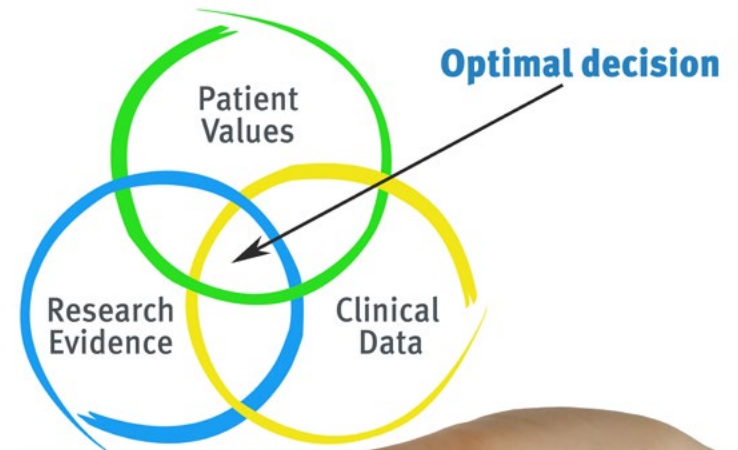 Optimal decision
Patient
Values
Research
Evidence
Clinical
Data